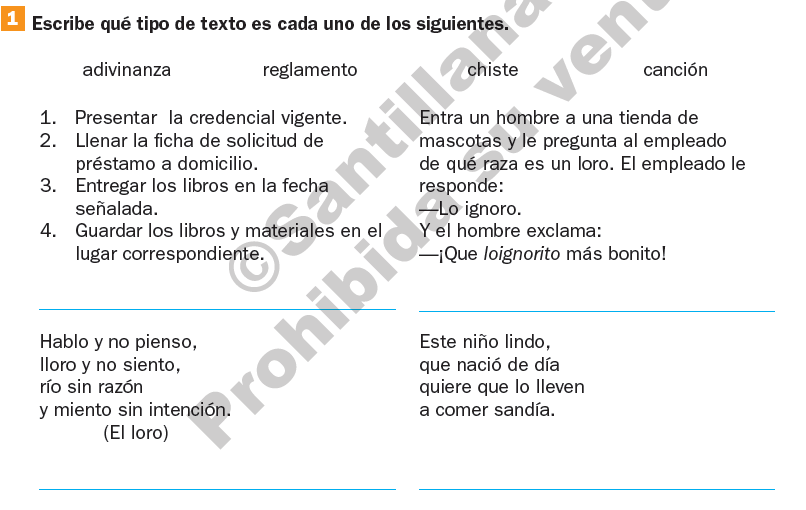 1 Escribe qué tipo de texto es cada uno de los siguientes.
adivinanza reglamento chiste canción
1. Presentar la credencial vigente.
2. Llenar la ficha de solicitud de
préstamo a domicilio.
3. Entregar los libros en la fecha
señalada.
4. Guardar los libros y materiales en el
lugar correspondiente.
Entra un hombre a una tienda de
mascotas y le pregunta al empleado
de qué raza es un loro. El empleado le
responde:
—Lo ignoro.
Y el hombre exclama:
—¡Que loignorito más bonito!
Hablo y no pienso,
lloro y no siento,
río sin razón
y miento sin intención.
(El loro)
Este niño lindo,
que nació de día
quiere que lo lleven
a comer sandía.
©Santillana
Prohibida su vent